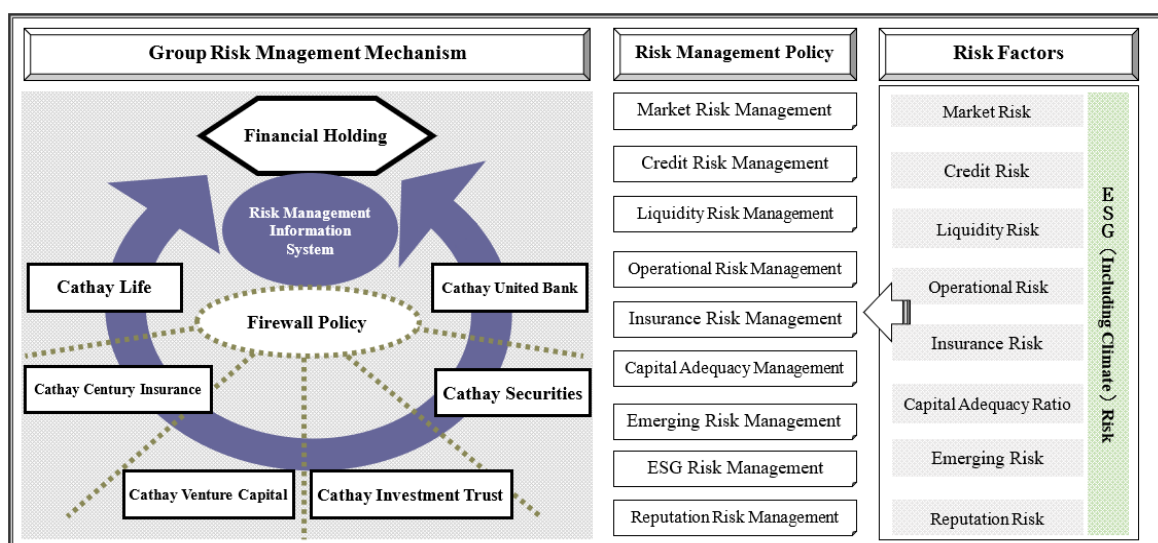 Group Risk Mnagement Mechanism
Financial Holding
Risk Management
Information
System
Cathay Life
Cathay United Bank
Firewall Policy
Cathay Century Insurance
Cathay Securities
Cathay Venture Capital
Cathay Investment Trust
Risk Management Policy
Market Risk Management
Credit Risk Management
Liquidity Risk Management
Operational Risk Management
Insurance Risk Management
Capital Adequacy Management
Emerging Risk Management
ESG Risk Management
Reputation Risk Management
Risk Factors
Market Risk
Credit Risk
Liquidity Risk
Operational Risk
Insurance Risk
Capital Adequacy Ratio
Emerging Risk
Reputation Risk
ESG（Including Climate）Risk